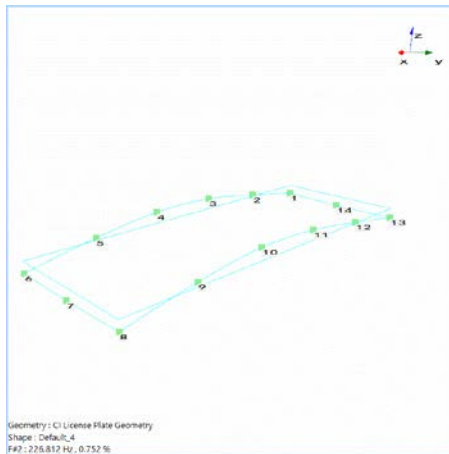 z
x
y
1
2
3
4
5
6
7
8
9
10
11
12
13
14
Geometry : CI License Plate Geometry
Shape : Default_4
F#2 : 226.812 Hz , 0.752 %